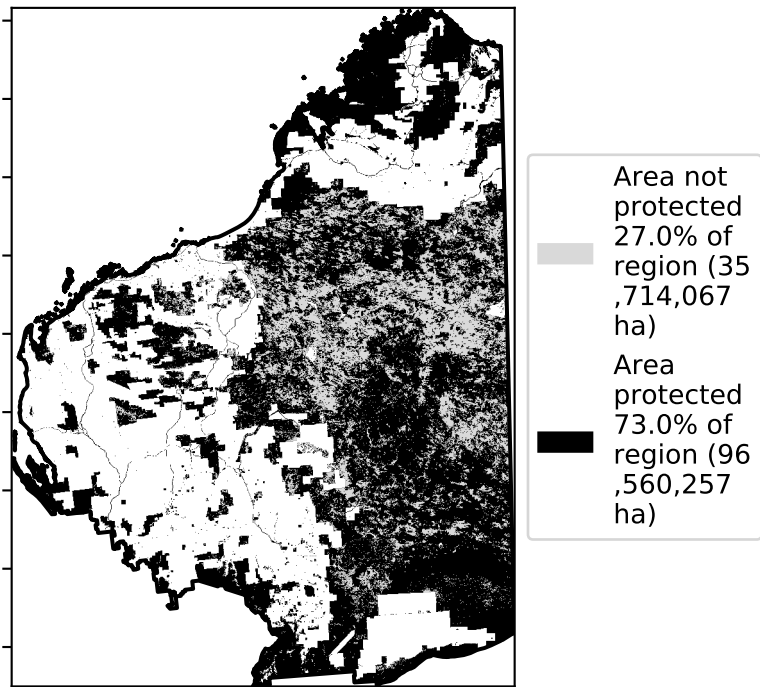 Area not
protected
27.0% of
region (35
,714,067
ha)
Area
protected
73.0% of
region (96
,560,257
ha)